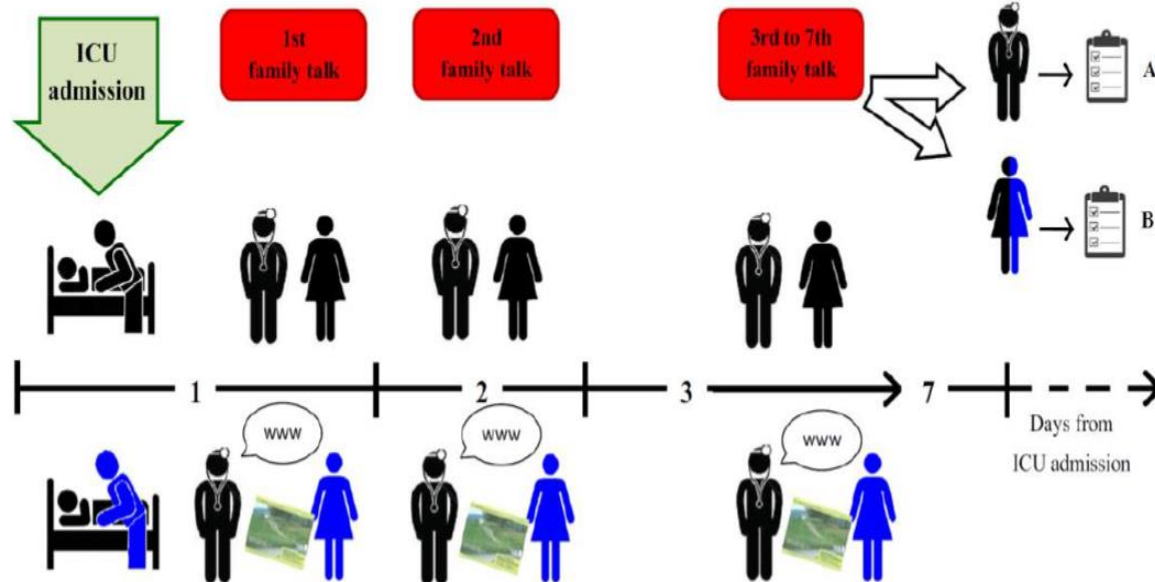 ICU
admission
1st
family talk
2nd
family talk
3rd to 7th
family talk
A
B
1
2
3
7
www
www
www
Days from
ICU admission